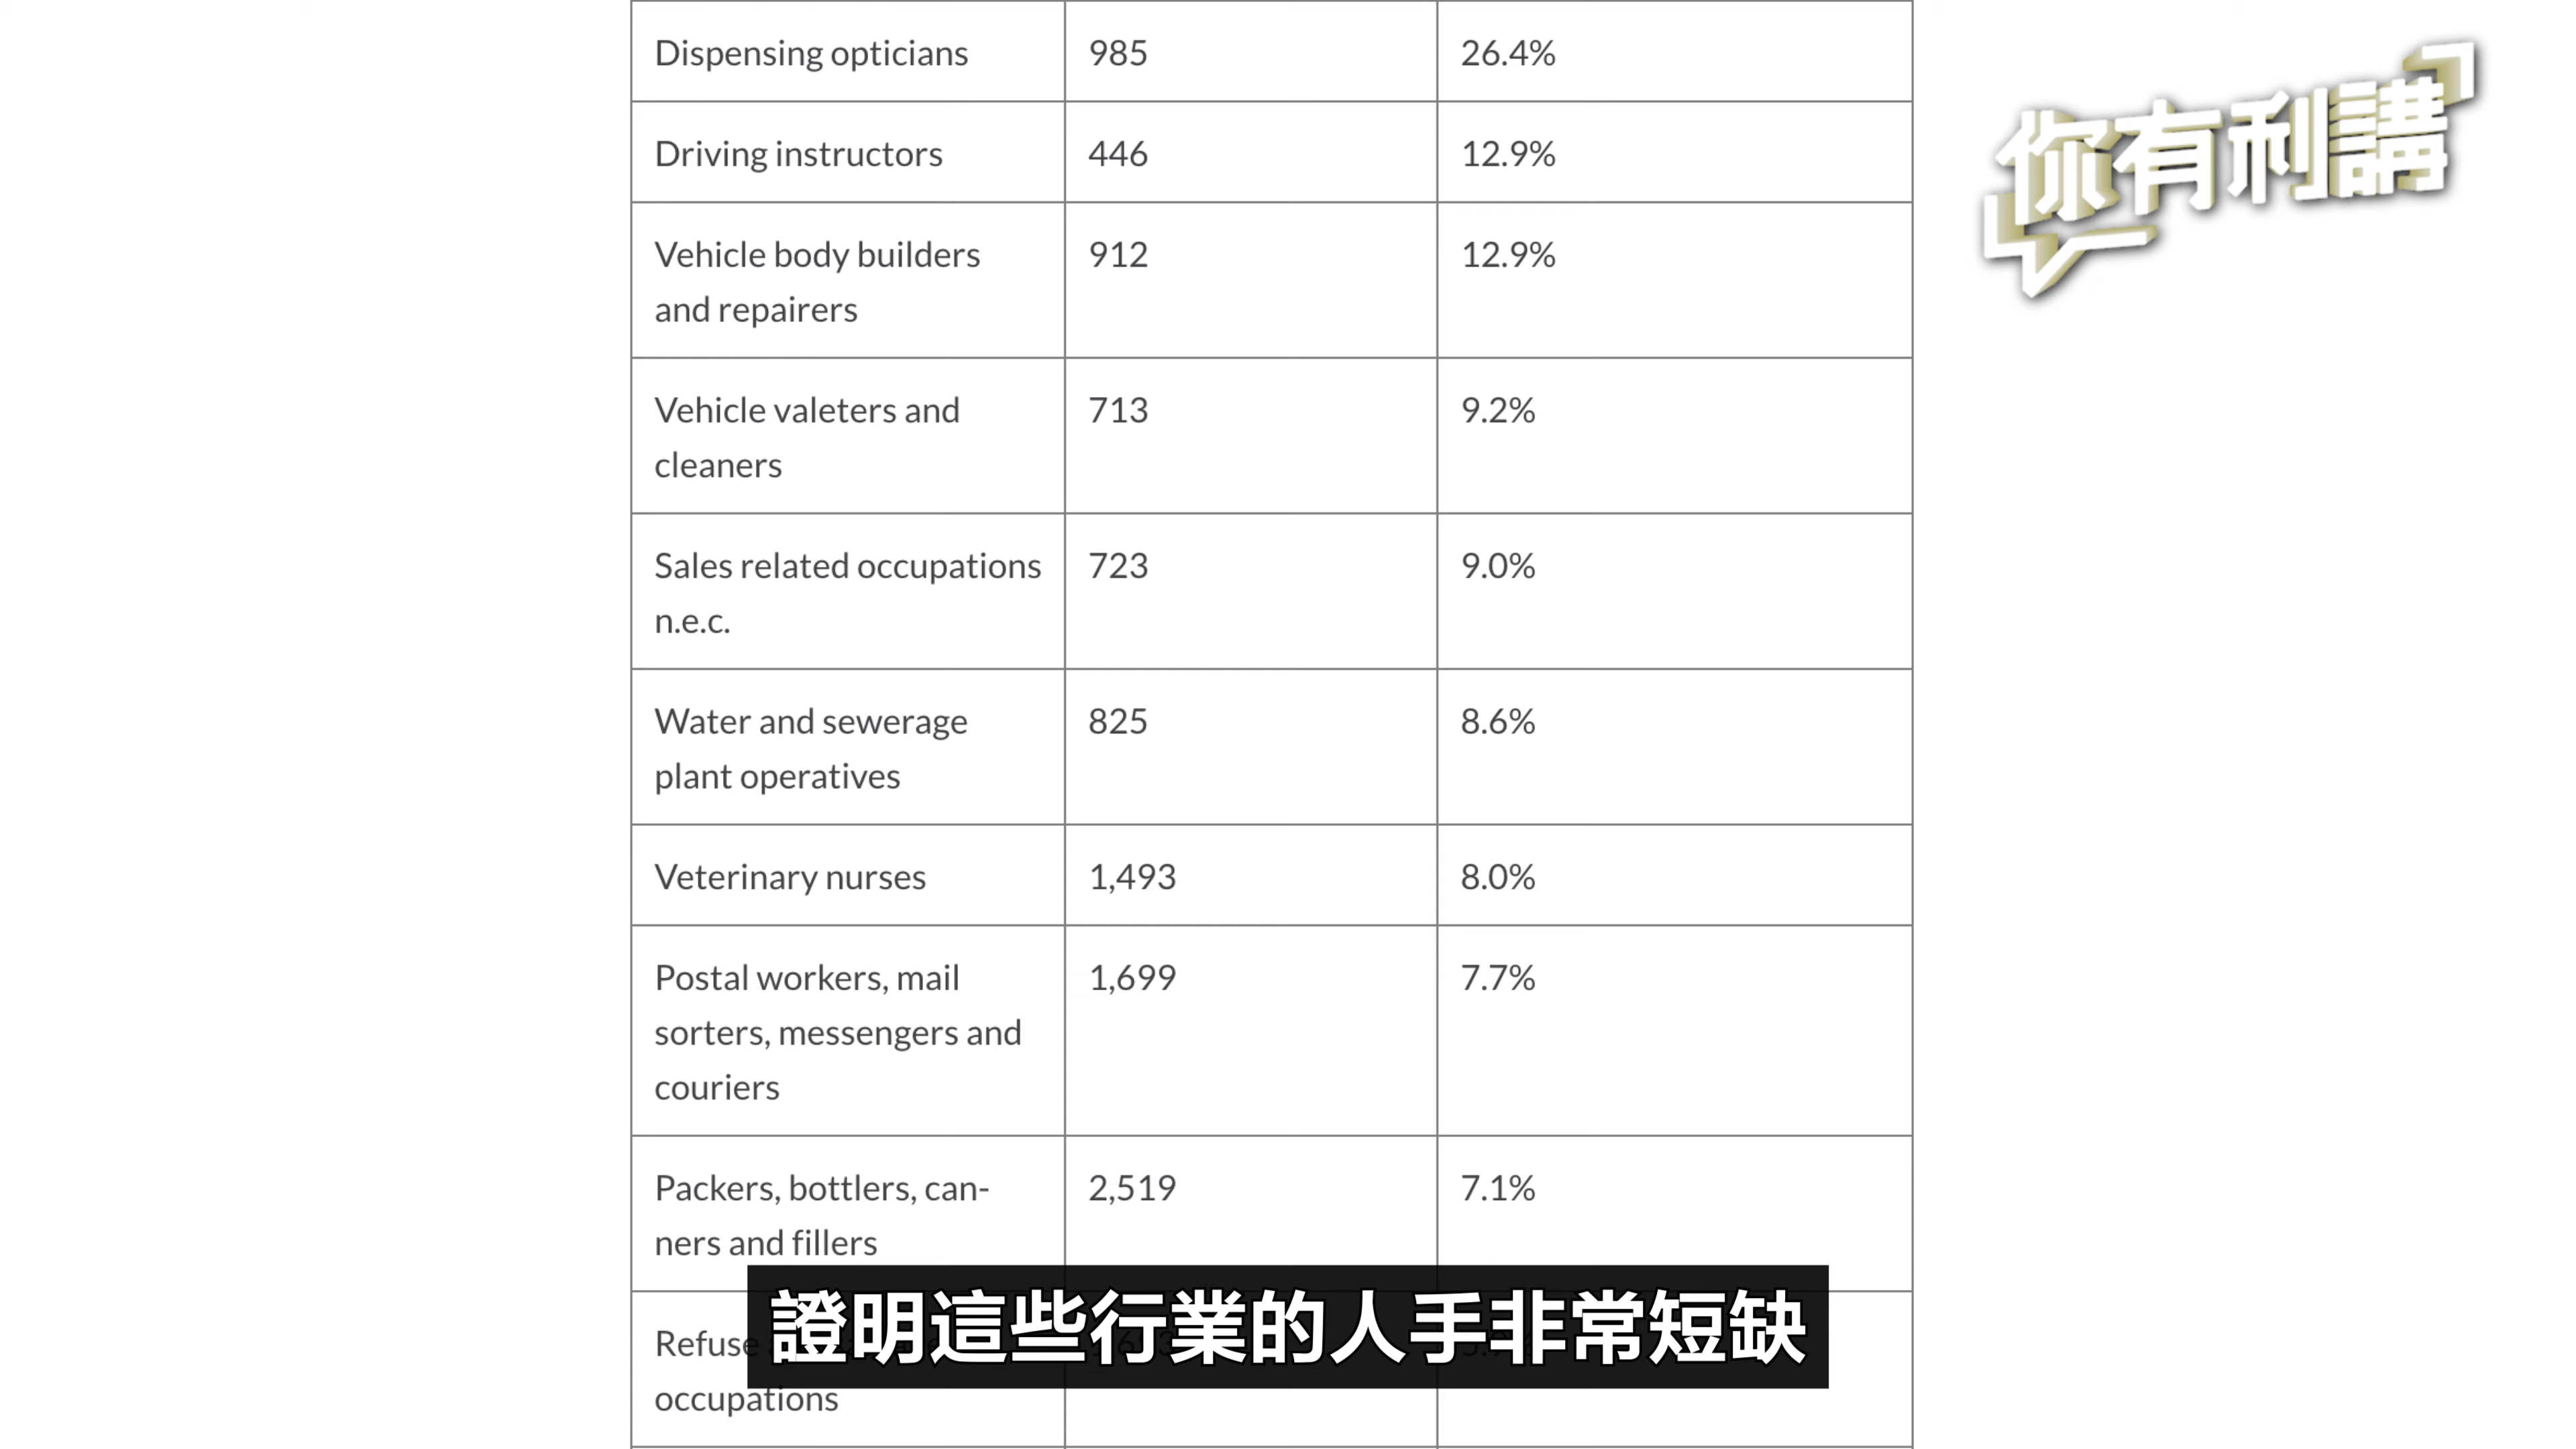 Dispensing opticians 985 26.4%
Driving instructors 446 12.9%
Vehicle body builders 912 12.9%
and repairers
Vehicle valeters and 713 9.2%
cleaners
Sales related occupations 723 9.0%
n.e.c.
Water and sewerage 825 8.6%
plant operatives
Veterinary nurses 1,493 8.0%
Postal workers, mail 1,699 7.7%
sorters, messengers and
couriers
Packers, bottlers, can- 2,519 7.1%
ners and fillers
Refuse
occupations
證明這些行業的人手非常短缺
你有利講